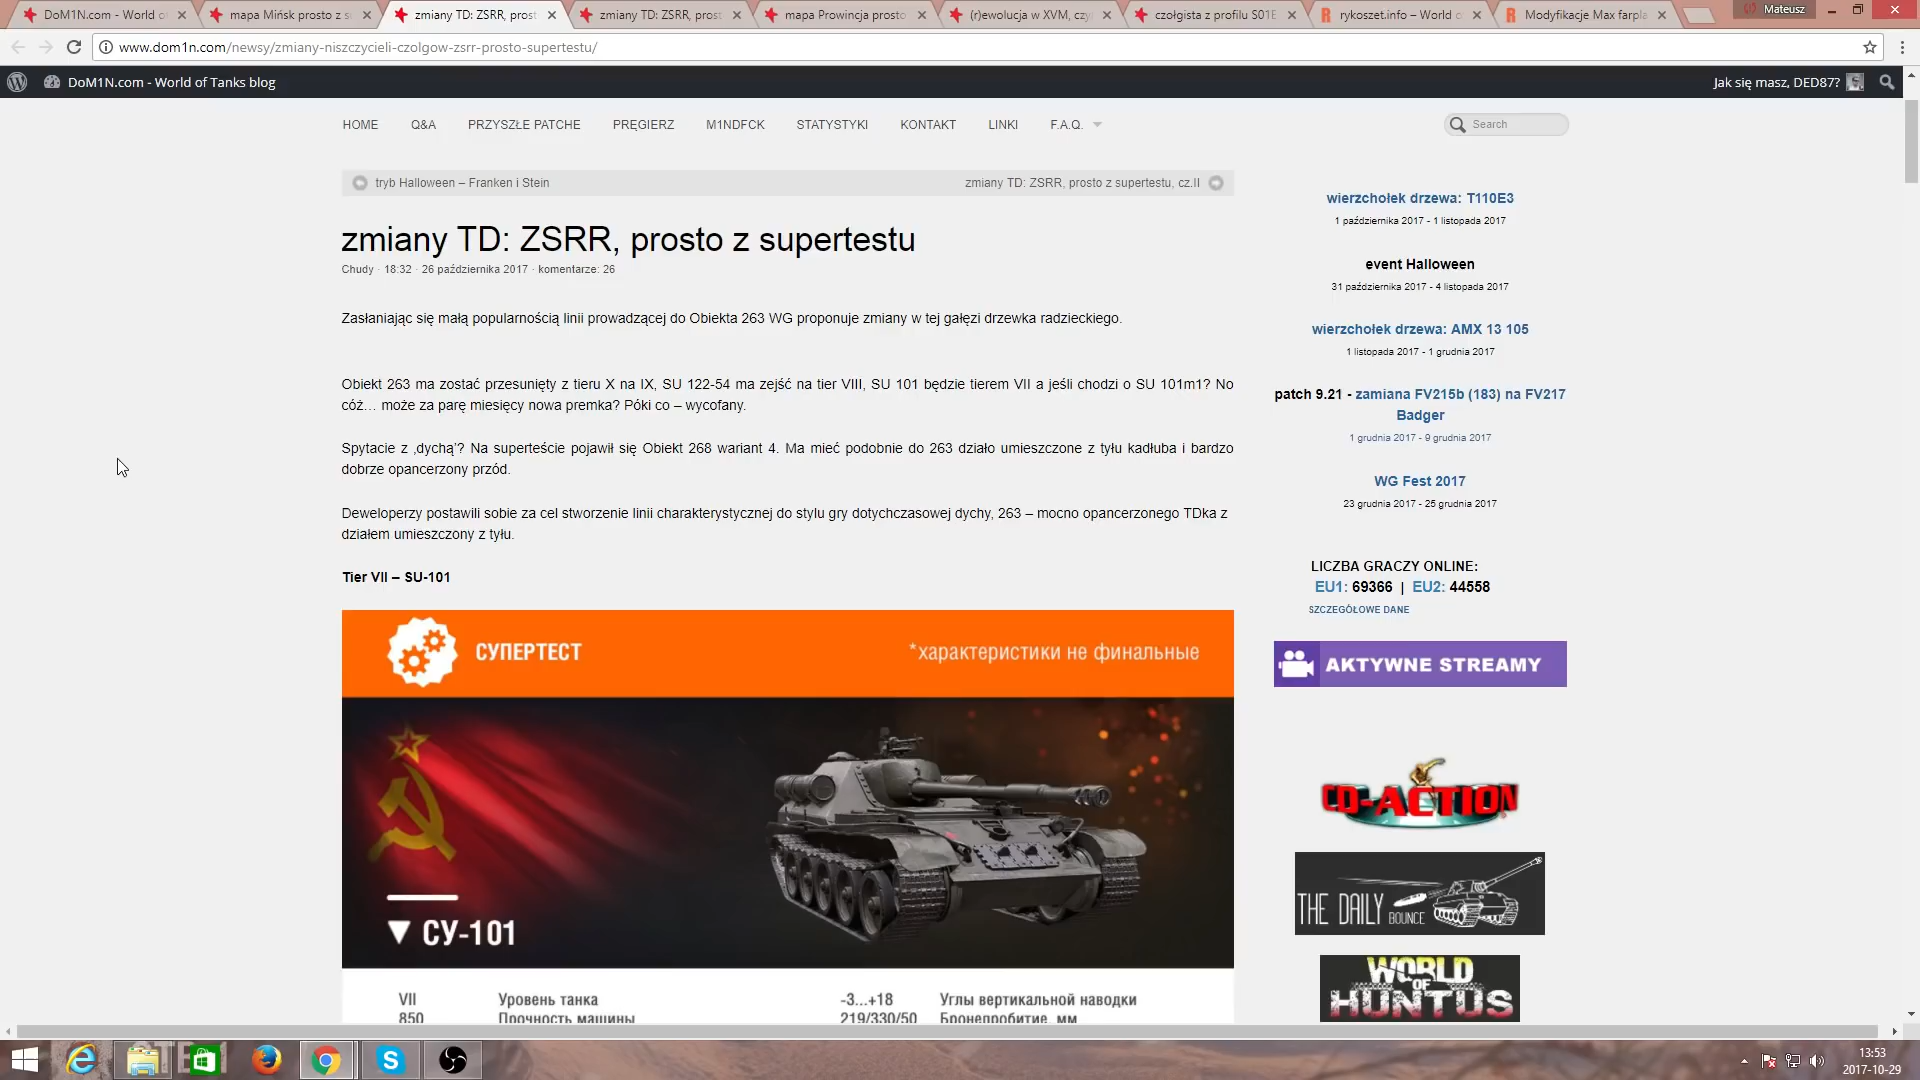 DoM1N.com - World o
mapa Mińsk prosto z s
zmiany TD: ZSRR, prost
zmiany TD: ZSRR, prost
mapa Prowincja prosto
(r)ewolucja w XVM, czy
czołgista z profilu S01E
rykoszet.info – World o
Modyfikacje Max farpla
Mateusz
www.dom1n.com/newsy/zmiany-niszczycieli-czolgow-zsrr-prosto-supertestu/
DoM1N.com - World of Tanks blog
Jak się masz, DED87?
HOME
Q&A
PRZYSZŁE PATCHE
PRĘGIERZ
M1NDFCK
STATYSTYKI
KONTAKT
LINKI
F.A.Q.
Search
tryb Halloween – Franken i Stein
zmiany TD: ZSRR, prosto z supertestu, cz.II
zmiany TD: ZSRR, prosto z supertestu
Chudy · 18:32 · 26 października 2017 · komentarze: 26
Zasłaniając się małą popularnością linii prowadzącej do Obiekta 263 WG proponuje zmiany w tej gałęzi drzewka radzieckiego.
Obiekt 263 ma zostać przesunięty z tieru X na IX, SU 122-54 ma zejść na tier VIII, SU 101 będzie tierem VII a jeśli chodzi o SU 101m1? No
cóż… może za parę miesięcy nowa premka? Póki co – wycofany.
Spytacie z ‚dychą’? Na superteście pojawił się Obiekt 268 wariant 4. Ma mieć podobnie do 263 działo umieszczone z tyłu kadłuba i bardzo
dobrze opancerzony przód.
Deweloperzy postawili sobie za cel stworzenie linii charakterystycznej do stylu gry dotychczasowej dychy, 263 – mocno opancerzonego TDka z
działem umieszczony z tyłu.
Tier VII – SU-101
СУПЕРТЕСТ
*характеристики не финальные
СУ-101
VII Уровень танка
-3...+18 Углы вертикальной наводки
850 Прочность машины
219/330/50 Бронепробитие, мм
wierzchołek drzewa: T110E3
1 października 2017 - 1 listopada 2017
event Halloween
31 października 2017 - 4 listopada 2017
wierzchołek drzewa: AMX 13 105
1 listopada 2017 - 1 grudnia 2017
patch 9.21 - zamiana FV215b (183) na FV217
Badger
1 grudnia 2017 - 9 grudnia 2017
WG Fest 2017
23 grudnia 2017 - 25 grudnia 2017
LICZBA GRACZY ONLINE:
EU1: 69366 | EU2: 44558
SZCZEGÓŁOWE DANE
AKTYWNE STREAMY
CD-ACTION
THE DAILY
BOUNCE
WORLD
OF
HUNTUS
13:53
2017-10-29